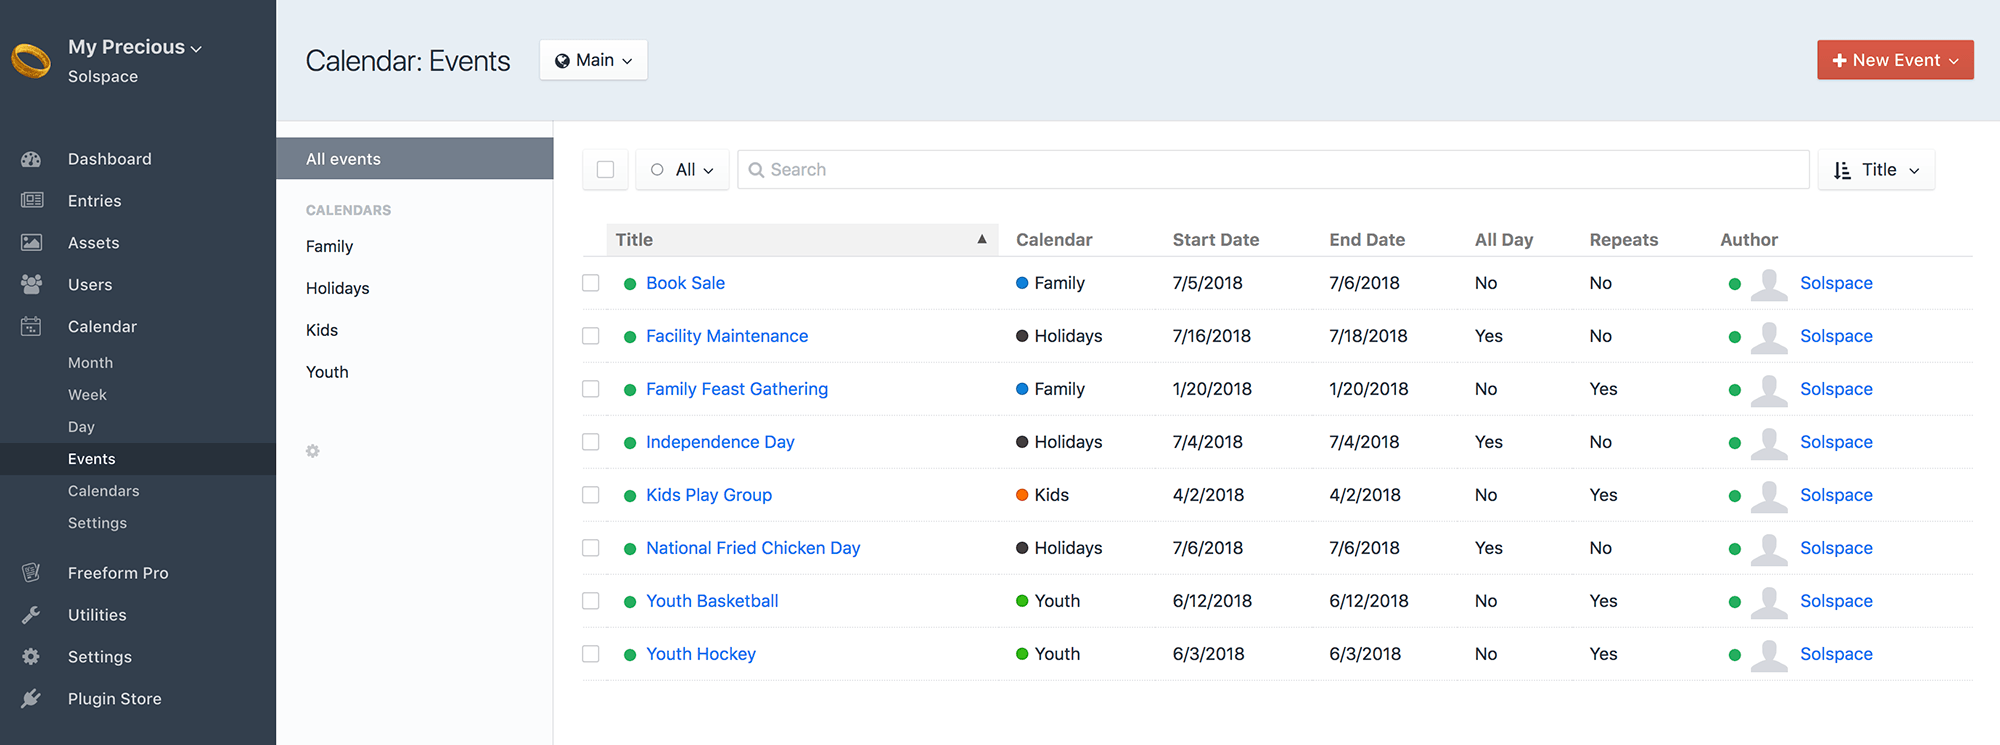 My Precious
Solspace
Dashboard
Entries
Assets
Users
Calendar
Month
Week
Day
Events
Calendars
Settings
Freeform Pro
Utilities
Settings
Plugin Store
Calendar: Events
Main
New Event
All events
CALENDARS
Family
Holidays
Kids
Youth
All
Search
Title
Title Calendar Start Date End Date All Day Repeats Author
Book Sale Family 7/5/2018 7/6/2018 No No Solspace
Facility Maintenance Holidays 7/16/2018 7/18/2018 Yes No Solspace
Family Feast Gathering Family 1/20/2018 1/20/2018 No Yes Solspace
Independence Day Holidays 7/4/2018 7/4/2018 Yes No Solspace
Kids Play Group Kids 4/2/2018 4/2/2018 No Yes Solspace
National Fried Chicken Day Holidays 7/6/2018 7/6/2018 Yes No Solspace
Youth Basketball Youth 6/12/2018 6/12/2018 No Yes Solspace
Youth Hockey Youth 6/3/2018 6/3/2018 No Yes Solspace